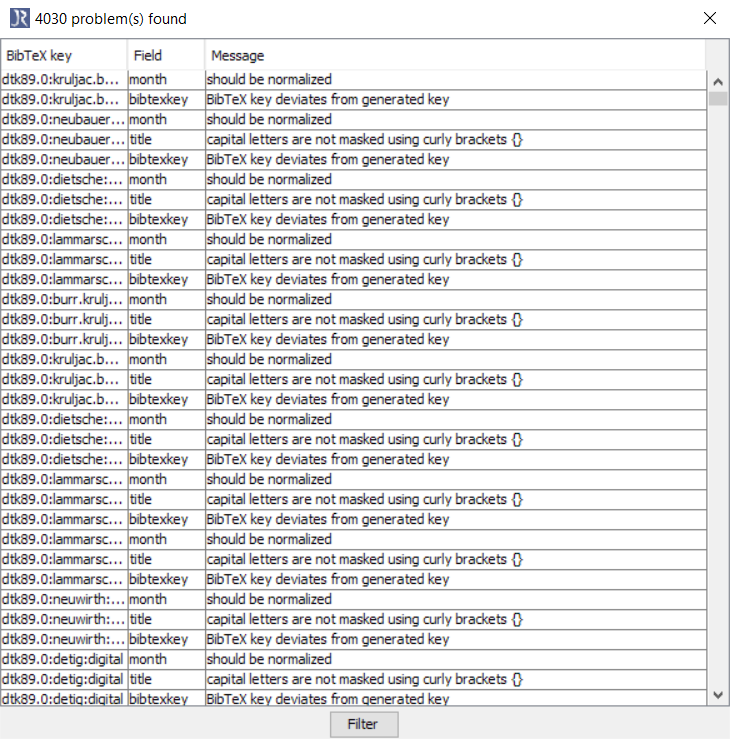 JR 4030 problem(s) found
BibTeX key Field Message
dtk89.0:kruljac.b... month should be normalized
dtk89.0:kruljac.b... bibtexkey BibTeX key deviates from generated key
dtk89.0:neubauer... month should be normalized
dtk89.0:neubauer... title capital letters are not masked using curly brackets {}
dtk89.0:neubauer... bibtexkey BibTeX key deviates from generated key
dtk89.0:dietsche:... month should be normalized
dtk89.0:dietsche:... title capital letters are not masked using curly brackets {}
dtk89.0:dietsche:... bibtexkey BibTeX key deviates from generated key
dtk89.0:lammarsc... month should be normalized
dtk89.0:lammarsc... title capital letters are not masked using curly brackets {}
dtk89.0:lammarsc... bibtexkey BibTeX key deviates from generated key
dtk89.0:burr.krulj... month should be normalized
dtk89.0:burr.krulj... title capital letters are not masked using curly brackets {}
dtk89.0:burr.krulj... bibtexkey BibTeX key deviates from generated key
dtk89.0:kruljac.b... month should be normalized
dtk89.0:kruljac.b... title capital letters are not masked using curly brackets {}
dtk89.0:kruljac.b... bibtexkey BibTeX key deviates from generated key
dtk89.0:dietsche:... month should be normalized
dtk89.0:dietsche:... title capital letters are not masked using curly brackets {}
dtk89.0:dietsche:... bibtexkey BibTeX key deviates from generated key
dtk89.0:lammarsc... month should be normalized
dtk89.0:lammarsc... title capital letters are not masked using curly brackets {}
dtk89.0:lammarsc... bibtexkey BibTeX key deviates from generated key
dtk89.0:lammarsc... month should be normalized
dtk89.0:lammarsc... title capital letters are not masked using curly brackets {}
dtk89.0:lammarsc... bibtexkey BibTeX key deviates from generated key
dtk89.0:neuwirth:... month should be normalized
dtk89.0:neuwirth:... title capital letters are not masked using curly brackets {}
dtk89.0:neuwirth:... bibtexkey BibTeX key deviates from generated key
dtk89.0:detig:digital month should be normalized
dtk89.0:detig:digital title capital letters are not masked using curly brackets {}
dtk89.0:detig:digital bibtexkey BibTeX key deviates from generated key
Filter